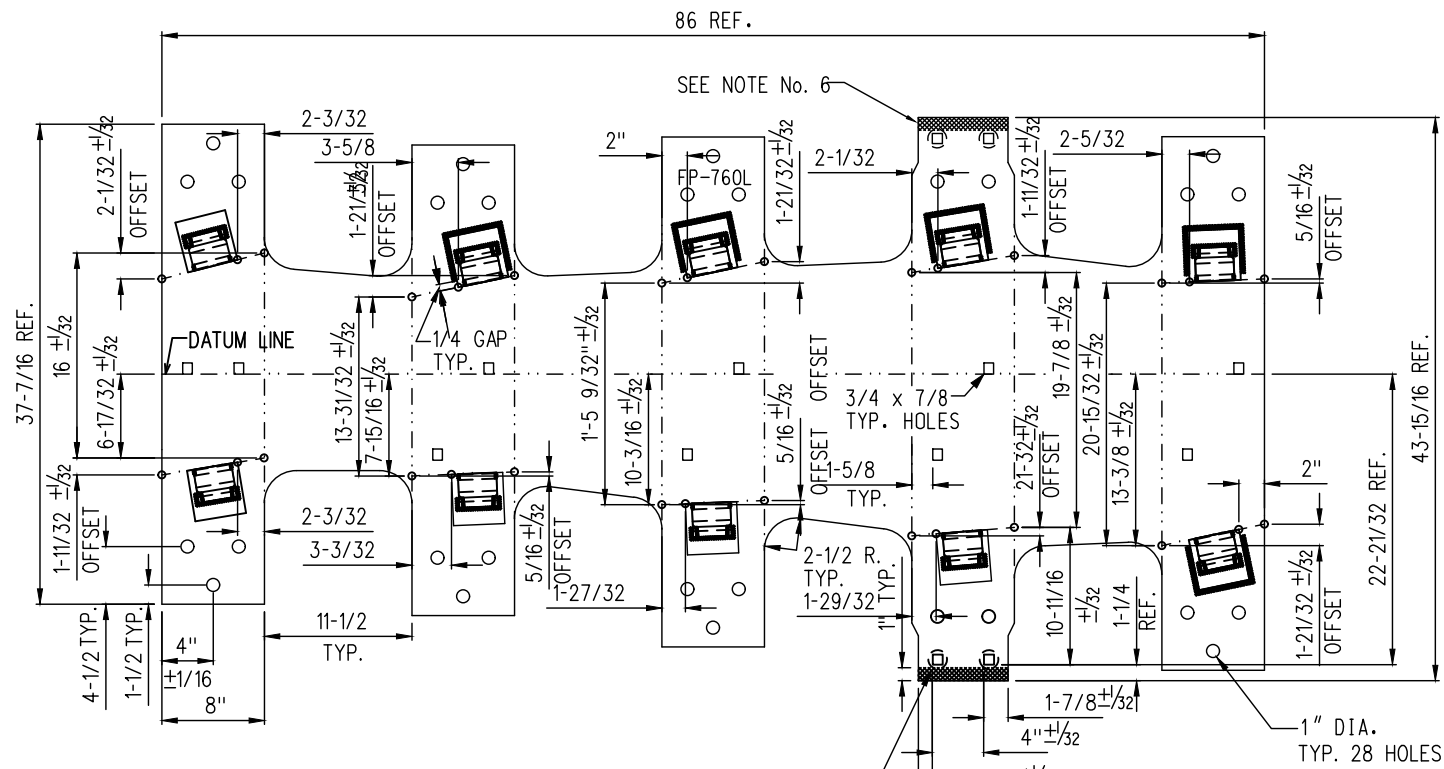 86 REF.
SEE NOTE No. 6
2-1/32 ±1/32
OFFSET
2-3/32
3-5/8
1-21/32
OFFSET
2"
FP-760L
1-21/32 ±1/32
2-1/32
1-11/32 ±1/32
OFFSET
2-5/32
5/16 ±1/32
OFFSET
37-7/16 REF.
16 ±1/32
DATUM LINE
6-17/32 ±1/32
13-31/32 ±1/32
7-15/16 ±1/32
1/4 GAP
TYP.
1'-5 9/32" ±1/32
10-3/16 ±1/32
OFFSET
5/16 ±1/32
OFFSET
3/4 x 7/8
TYP. HOLES
19-7/8 ±1/32
20-15/32 ±1/32
13-3/8 ±1/32
22-21/32 REF.
43-15/16 REF.
1-5/8
TYP.
21-32 ±1/32
OFFSET
2"
1-11/32 ±1/32
OFFSET
2-3/32
3-3/32
5/16 ±1/32
OFFSET
1-27/32
2-1/2 R.
TYP.
1-29/32
1"
TYP.
10-11/16
±1/32
1-1/4
REF.
1-21/32 ±1/32
OFFSET
4-1/2 TYP.
1-1/2 TYP.
4"
±1/16
8"
11-1/2
TYP.
1-7/8 ±1/32
4" ±1/32
1" DIA.
TYP. 28 HOLES